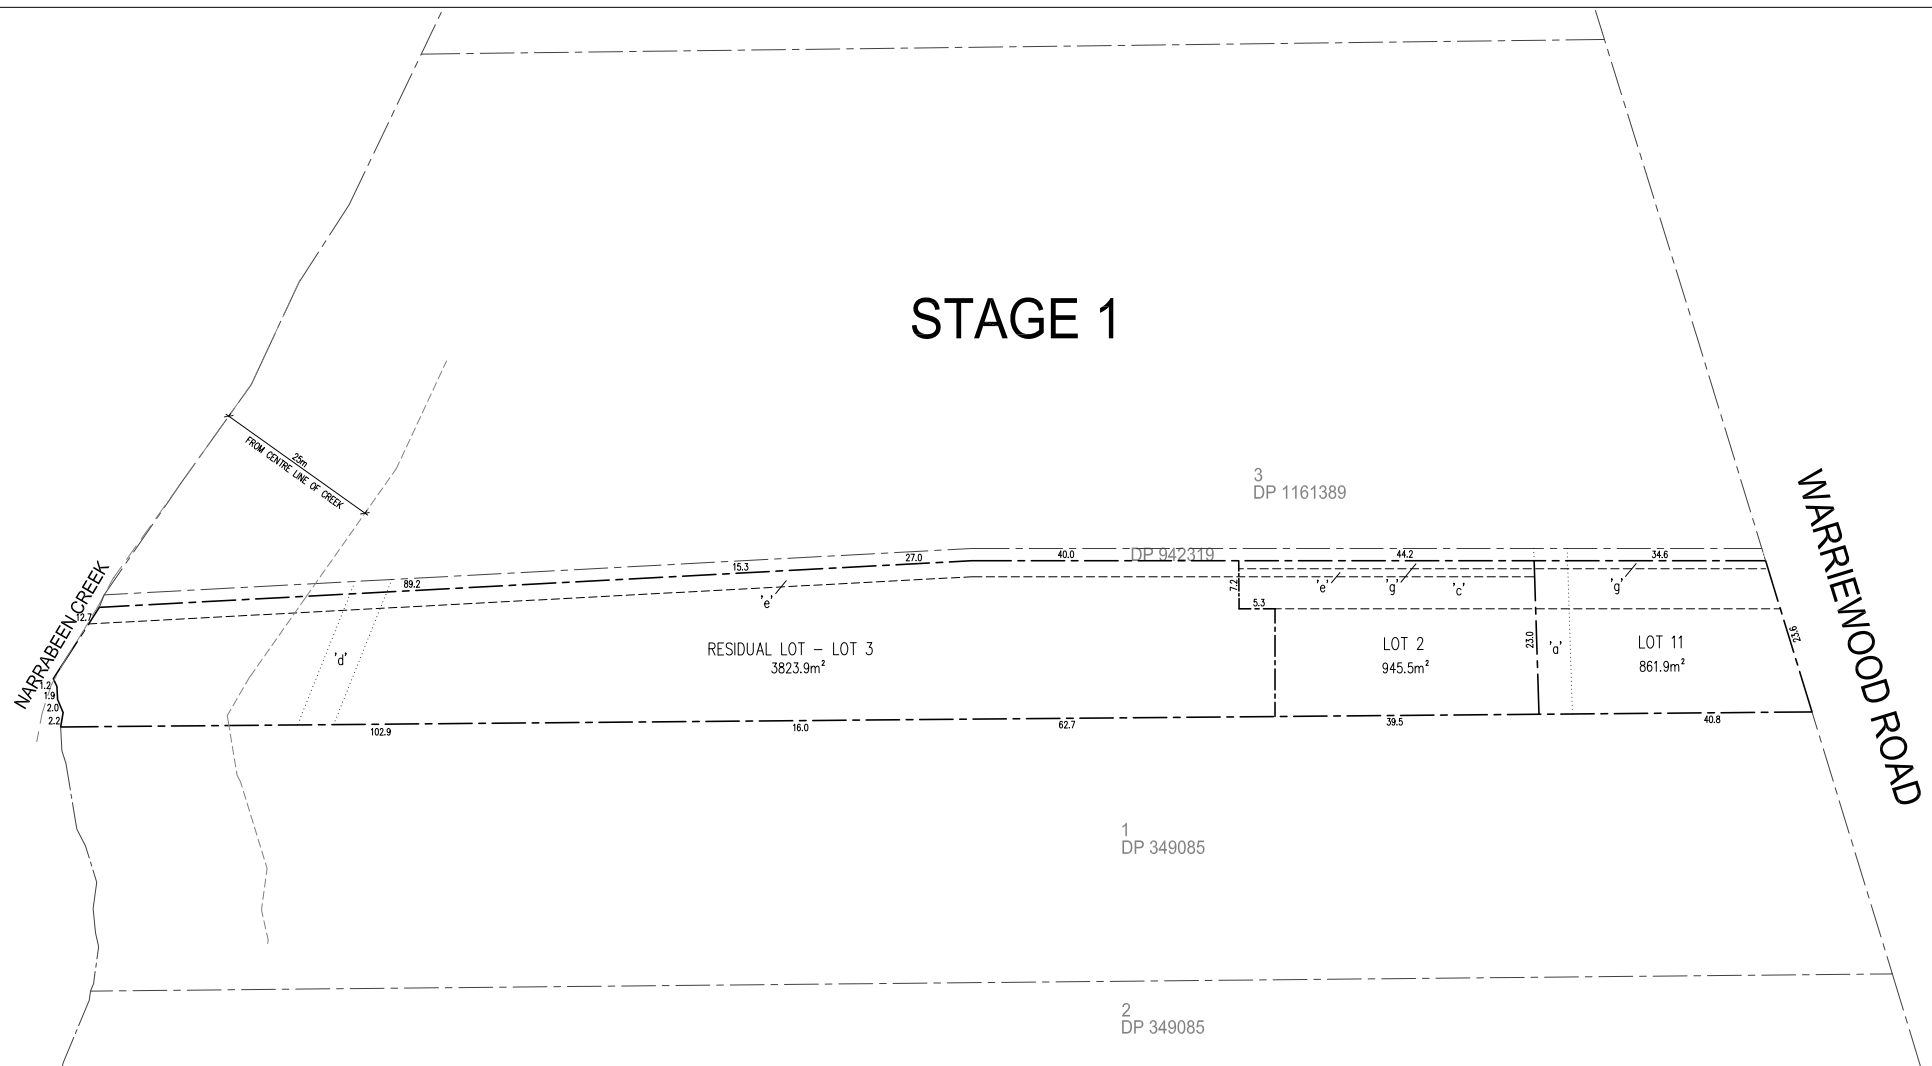 STAGE 1
25m
FROM CENTRE LINE OF CREEK
3
DP 1161389
WARRIEWOOD ROAD
NARRABEEN CREEK
DP 942319
89.2
15.3
27.0
40.0
44.2
34.6
12.7
'e'
7.2
5.3
'e'
'g'
'c'
'g'
'd'
RESIDUAL LOT - LOT 3
3823.9m²
LOT 2
945.5m²
23.0
'a'
LOT 11
861.9m²
23.6
1.2
1.9
2.0
2.2
102.9
16.0
62.7
39.5
40.8
1
DP 349085
2
DP 349085